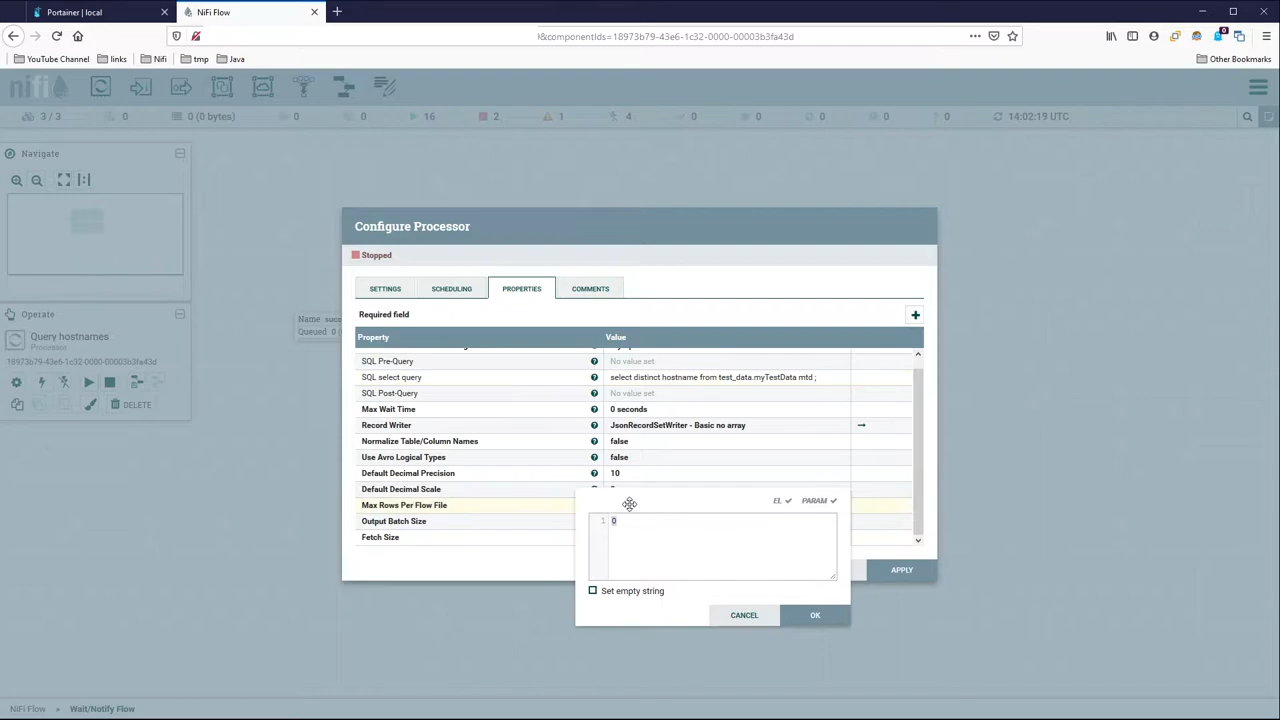 Portainer | local
NiFi Flow
!&componentIds=18973b79-43e6-1c32-0000-00003b3fa43d
YouTube Channel
links
Nifi
tmp
Java
Other Bookmarks
nifi
3 / 3
0
0 (0 bytes)
0
0
16
2
1
4
0
0
0
0
0
14:02:19 UTC
Navigate
Operate
Query hostnames
Processor
18973b79-43e6-1c32-0000-00003b3fa43d
DELETE
Name
Queued 0
Configure Processor
Stopped
SETTINGS
SCHEDULING
PROPERTIES
COMMENTS
Required field
Property Value
SQL Pre-Query No value set
SQL select query select distinct hostname from test_data.myTestData mtd ;
SQL Post-Query No value set
Max Wait Time 0 seconds
Record Writer JsonRecordSetWriter - Basic no array
Normalize Table/Column Names false
Use Avro Logical Types false
Default Decimal Precision 10
Default Decimal Scale
Max Rows Per Flow File
Output Batch Size
Fetch Size
EL PARAM
1 0
Set empty string
CANCEL
OK
APPLY
NiFi Flow » Wait/Notify Flow